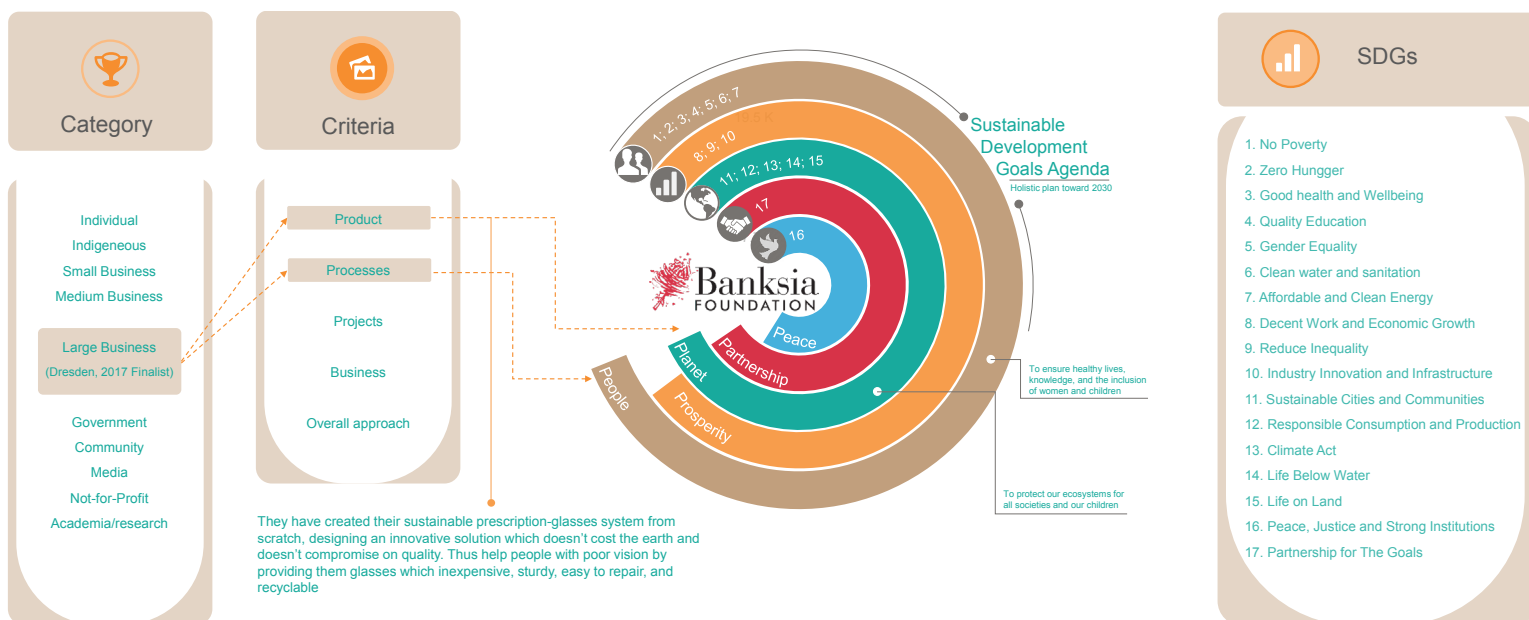 Category
Individual
Indigeneous
Small Business
Medium Business
Large Business
(Dresden, 2017 Finalist)
Government
Community
Media
Not-for-Profit
Academia/research
Criteria
Product
Processes
Projects
Business
Overall approach
They have created their sustainable prescription-glasses system from
scratch, designing an innovative solution which doesn't cost the earth and
doesn't compromise on quality. Thus help people with poor vision by
providing them glasses which inexpensive, sturdy, easy to repair, and
recyclable
1; 2; 3; 4; 5; 6; 7
19.5 K
8; 9; 10
11; 12; 13; 14; 15
17
16
Banksia
FOUNDATION
Peace
Partnership
Planet
Prosperity
People
Sustainable
Development
Goals Agenda
Holistic plan toward 2030
To ensure healthy lives,
knowledge, and the inclusion
of women and children
To protect our ecosystems for
all societies and our children
SDGs
1. No Poverty
2. Zero Hungger
3. Good health and Wellbeing
4. Quality Education
5. Gender Equality
6. Clean water and sanitation
7. Affordable and Clean Energy
8. Decent Work and Economic Growth
9. Reduce Inequality
10. Industry Innovation and Infrastructure
11. Sustainable Cities and Communities
12. Responsible Consumption and Production
13. Climate Act
14. Life Below Water
15. Life on Land
16. Peace, Justice and Strong Institutions
17. Partnership for The Goals